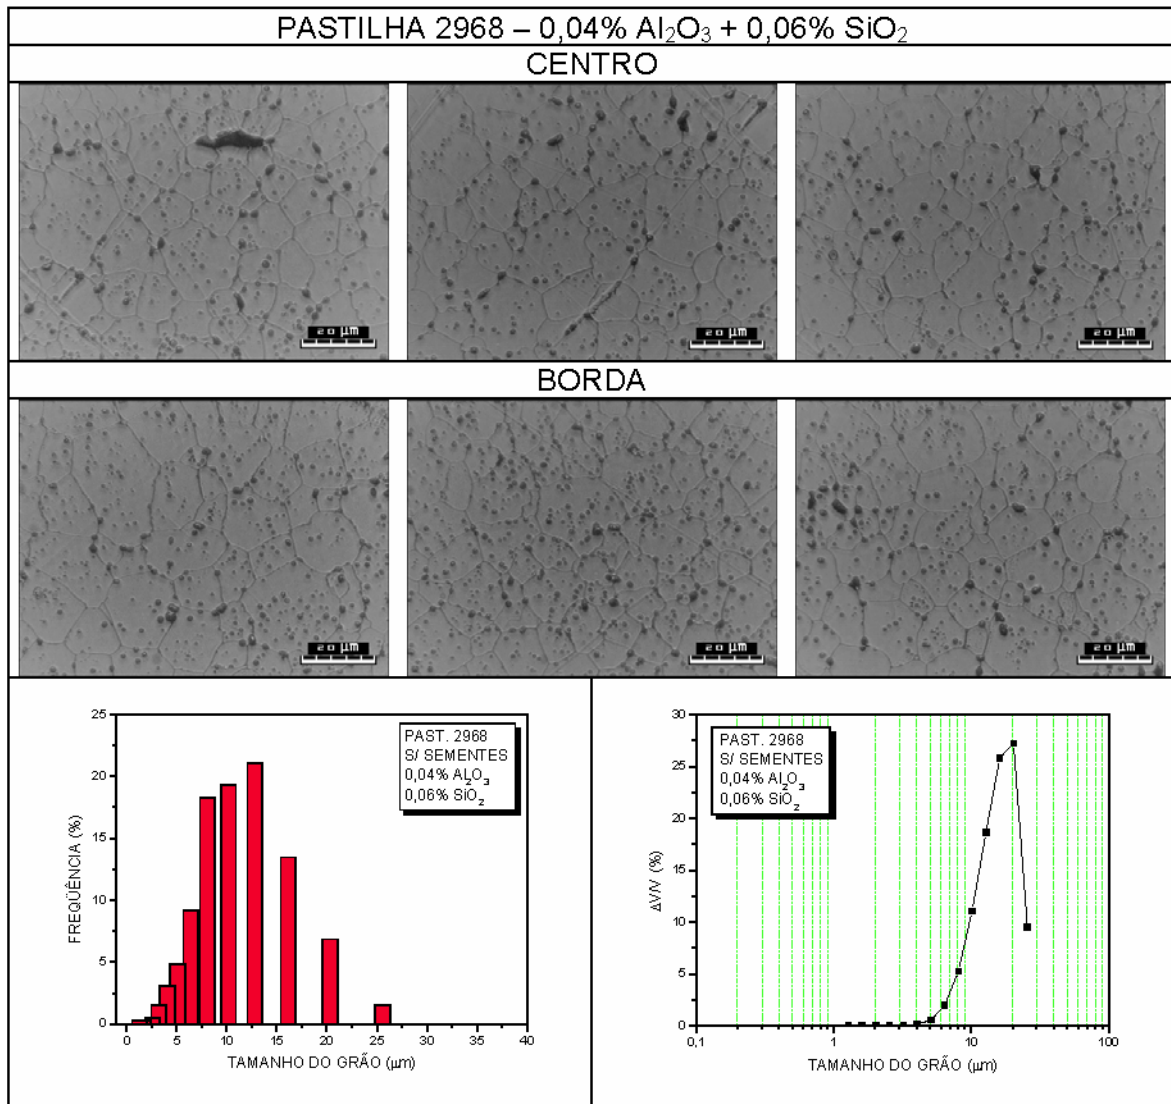 PASTILHA 2968 – 0,04% Al₂O₃ + 0,06% SiO₂
CENTRO
20 µm
20 µm
20 µm
BORDA
20 µm
20 µm
20 µm
25
20
15
10
5
0
FREQÜÊNCIA (%)
PAST. 2968
S/ SEMENTES
0,04% Al₂O₃
0,06% SiO₂
0 5 10 15 20 25 30 35 40
TAMANHO DO GRÃO (µm)
30
25
20
15
10
5
0
ΔV/V (%)
PAST. 2968
S/ SEMENTES
0,04% Al₂O₃
0,06% SiO₂
0,1 1 10 100
TAMANHO DO GRÃO (µm)